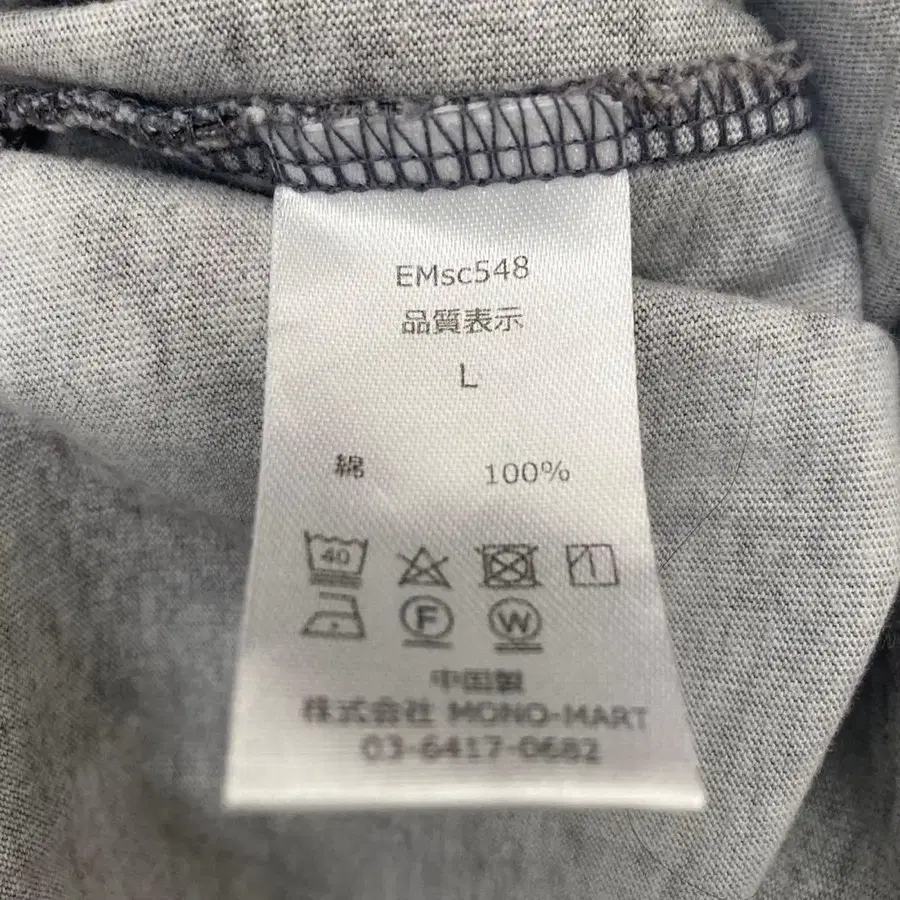 EMsc548
品質表示
L
綿 100%
40
F W
中国製
株式会社 MONO-MART
03-6417-0682